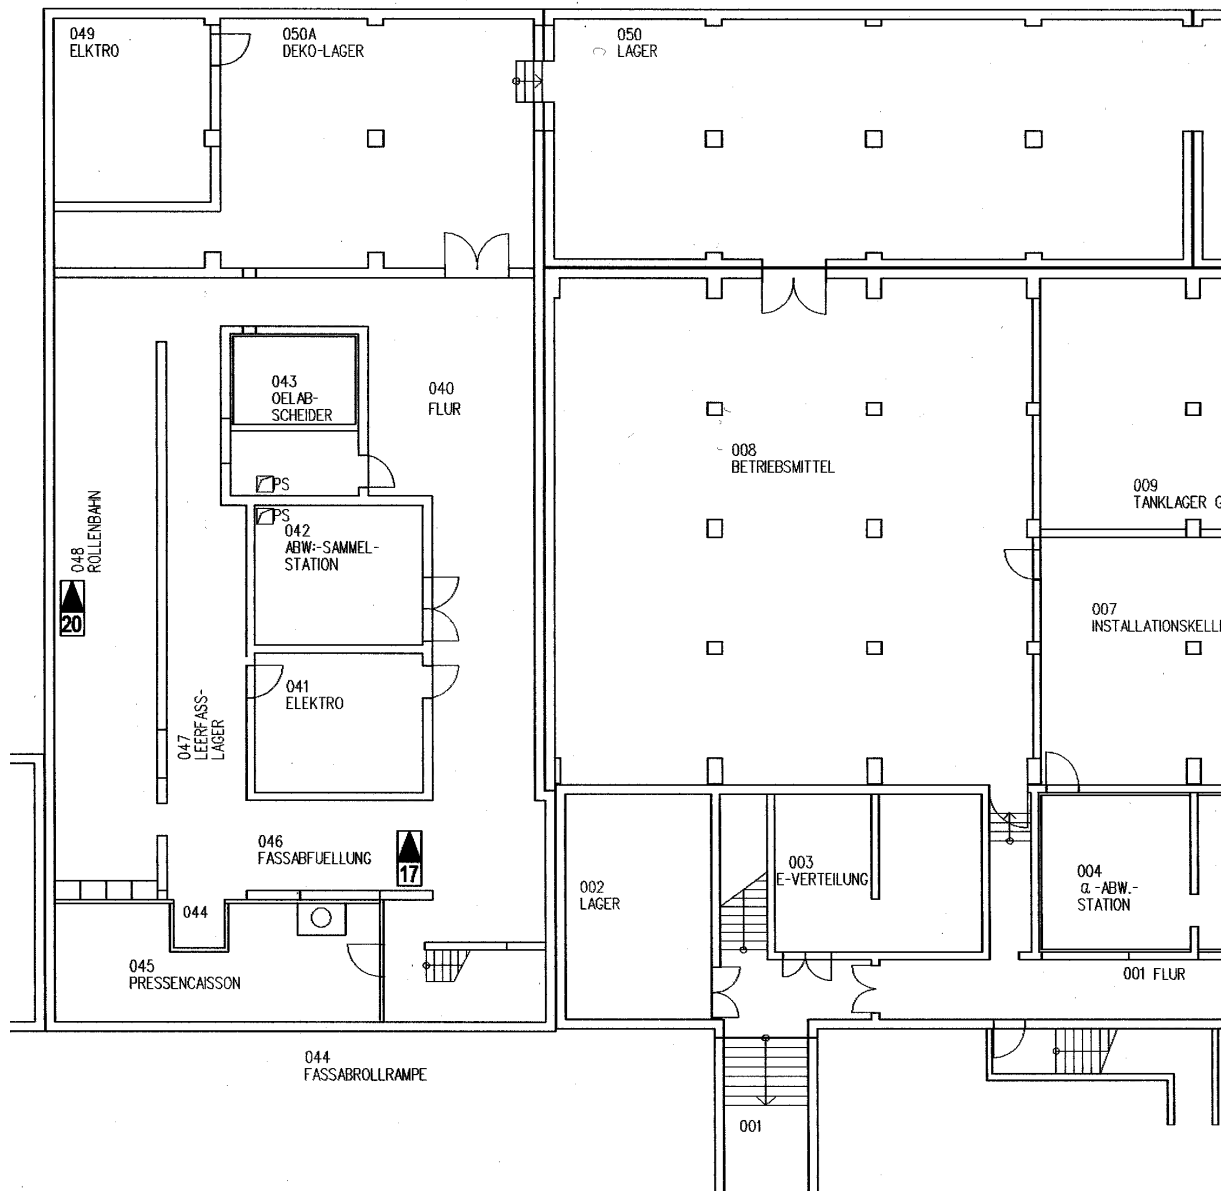 049
ELKTRO
050A
DEKO-LAGER
050
LAGER
043
OELAB-
SCHEIDER
040
FLUR
008
BETRIEBSMITTEL
009
TANKLAGER G
PS
PS
042
ABW:-SAMMEL-
STATION
048
ROLLENBAHN
20
007
INSTALLATIONSKELLE
041
ELEKTRO
047
LEERFASS-
LAGER
046
FASSABFUELLUNG
17
003
E-VERTEILUNG
002
LAGER
004
α-ABW.-
STATION
044
045
PRESSENCAISSON
001 FLUR
044
FASSABROLLRAMPE
001